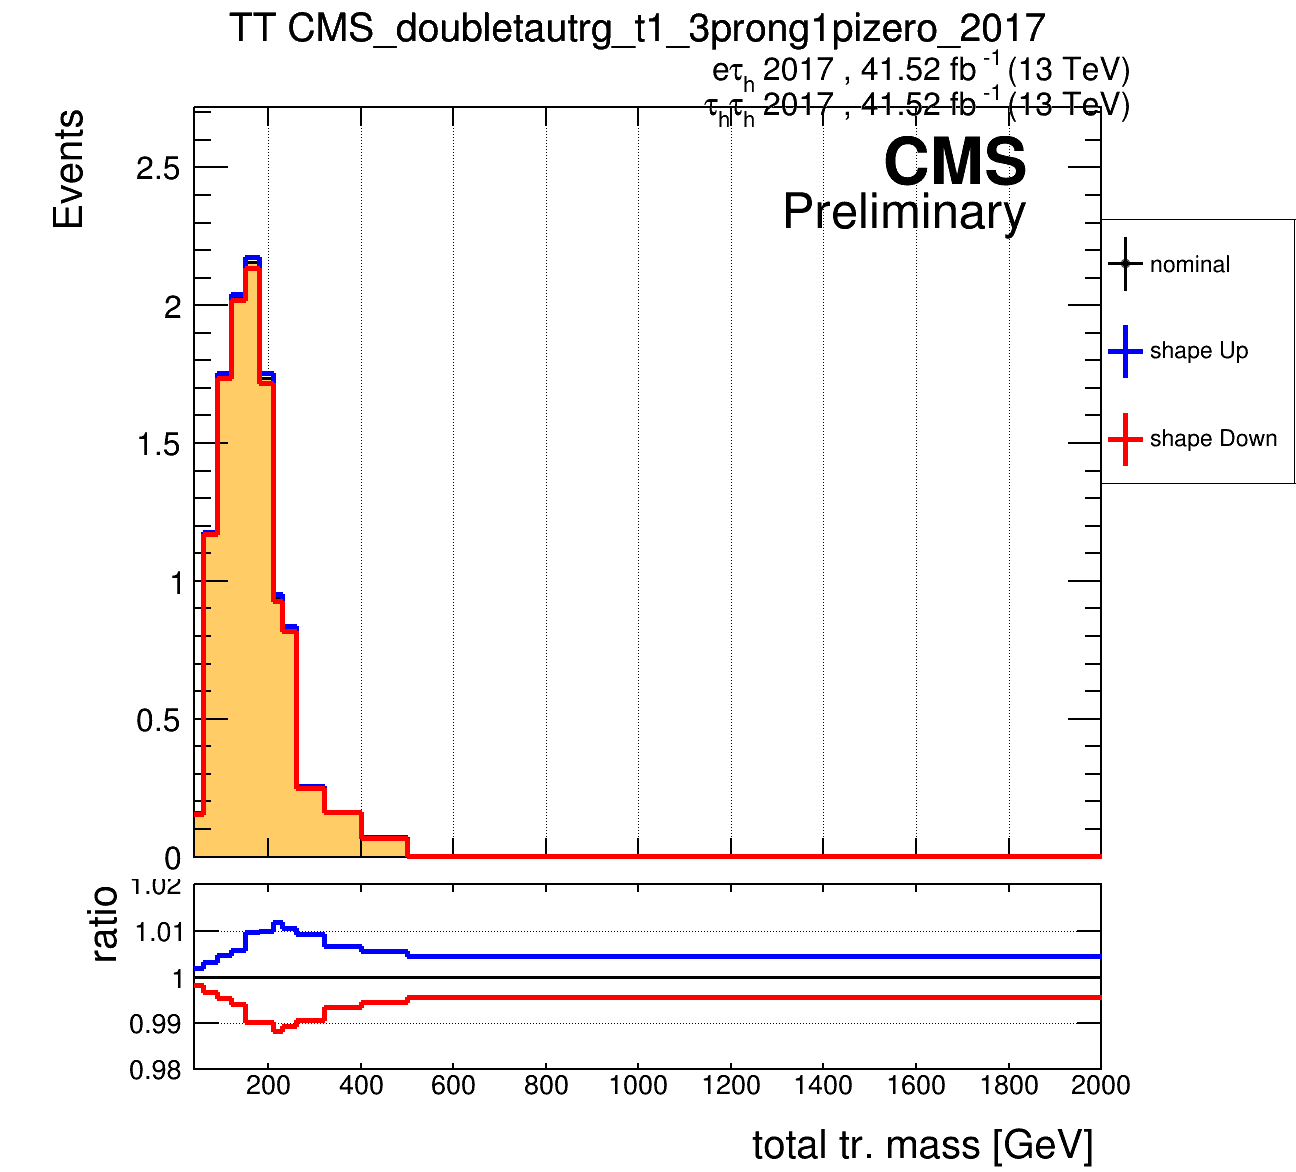 TT CMS_doubletautrg_t1_3prong1pizero_2017
eτh 2017 , 41.52 fb-1 (13 TeV)
τhτh 2017 , 41.52 fb-1 (13 TeV)
CMS
Preliminary
Events
2.5
2
1.5
1
0.5
0
nominal
shape Up
shape Down
ratio
1.02
1.01
1
0.99
0.98
200 400 600 800 1000 1200 1400 1600 1800 2000
total tr. mass [GeV]